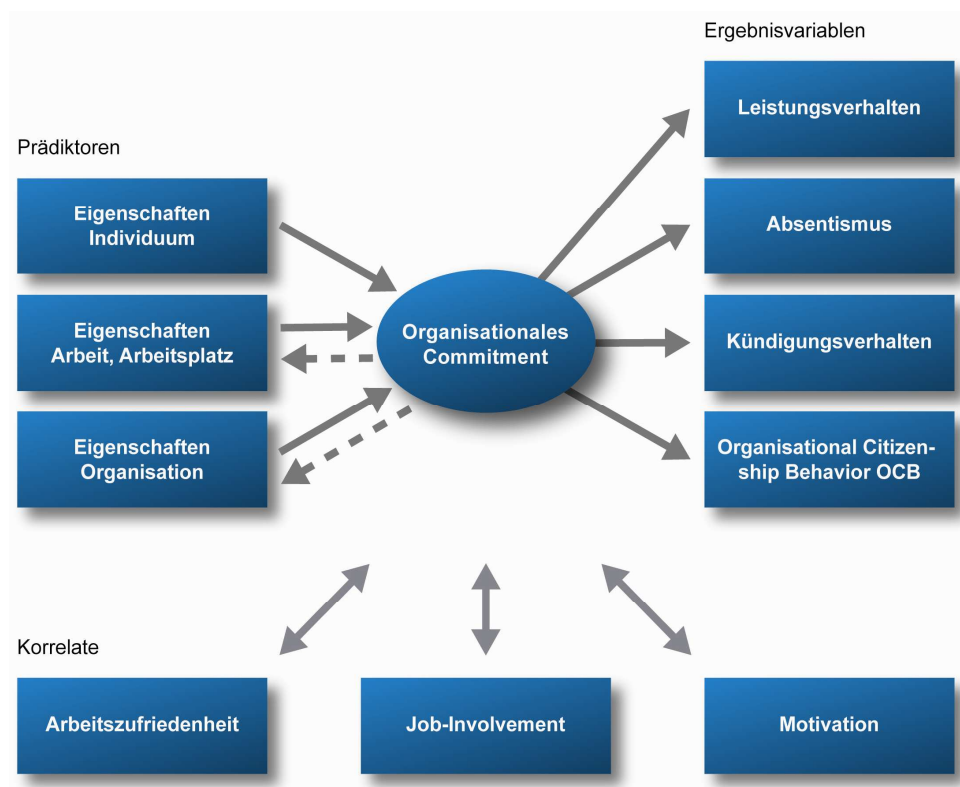 Ergebnisvariablen
Leistungsverhalten
Prädiktoren
Eigenschaften
Individuum
Absentismus
Eigenschaften
Arbeit, Arbeitsplatz
Organisationales
Commitment
Kündigungsverhalten
Eigenschaften
Organisation
Organisational Citizen-
ship Behavior OCB
Korrelate
Arbeitszufriedenheit
Job-Involvement
Motivation